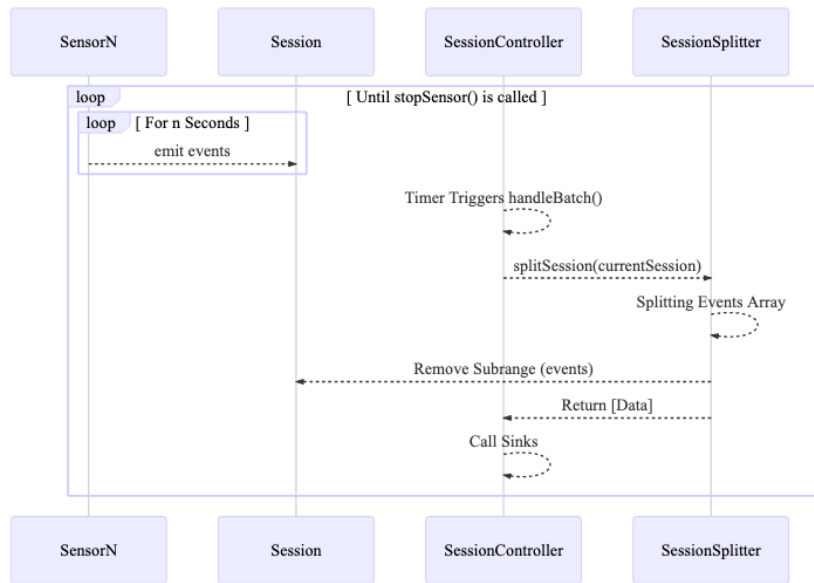 SensorN
Session
SessionController
SessionSplitter
loop
[ Until stopSensor() is called ]
loop
[ For n Seconds ]
emit events
Timer Triggers handleBatch()
splitSession(currentSession)
Splitting Events Array
Remove Subrange (events)
Return [Data]
Call Sinks
SensorN
Session
SessionController
SessionSplitter